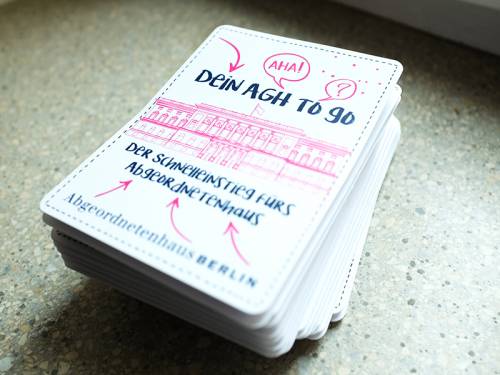 AHA!
?
DEIN AGH TO GO
DER SCHNELLEINSTIEG FÜRS
ABGEORDNETENHAUS
Abgeordnetenhaus BERLIN